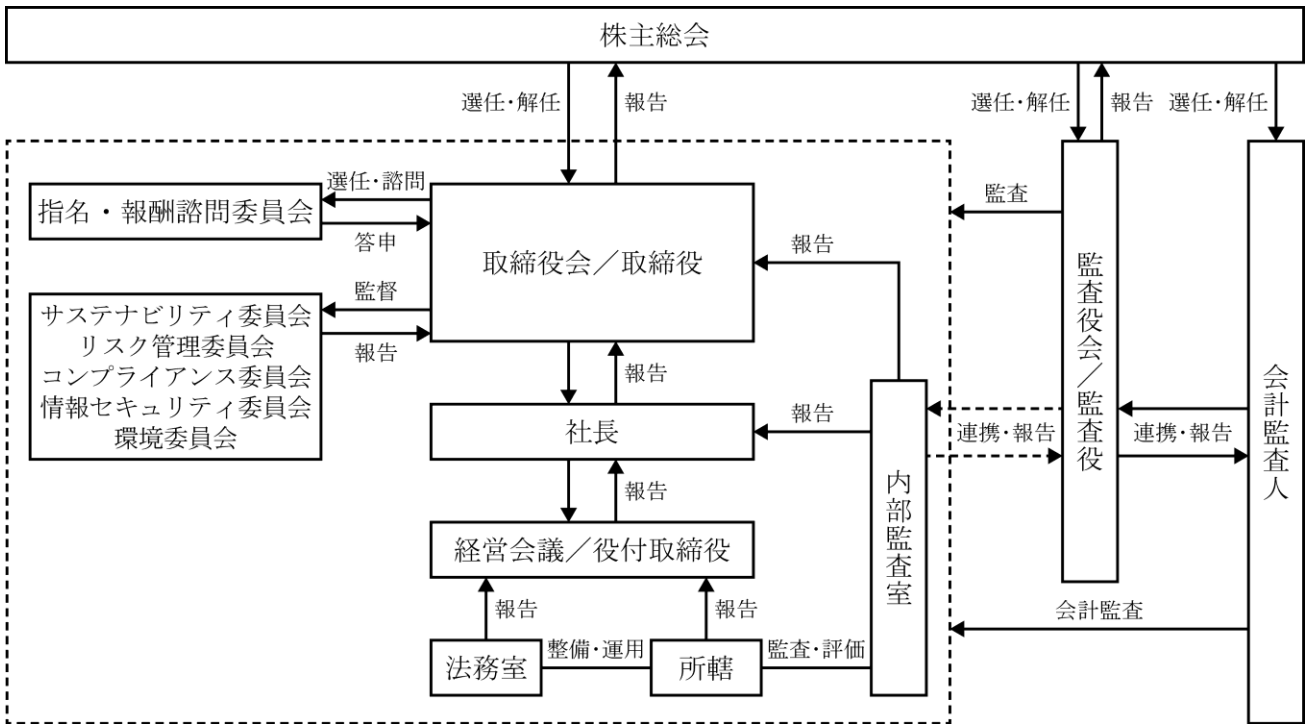 株主総会
選任・解任
報告
選任・解任
報告
選任・解任
指名・報酬諮問委員会
選任・諮問
答申
取締役会／取締役
監査
報告
監査役会／監査役
会計監査人
サステナビリティ委員会
リスク管理委員会
コンプライアンス委員会
情報セキュリティ委員会
環境委員会
監督
報告
報告
社長
報告
内部監査室
連携・報告
連携・報告
報告
経営会議／役付取締役
報告
報告
会計監査
法務室
整備・運用
所轄
監査・評価